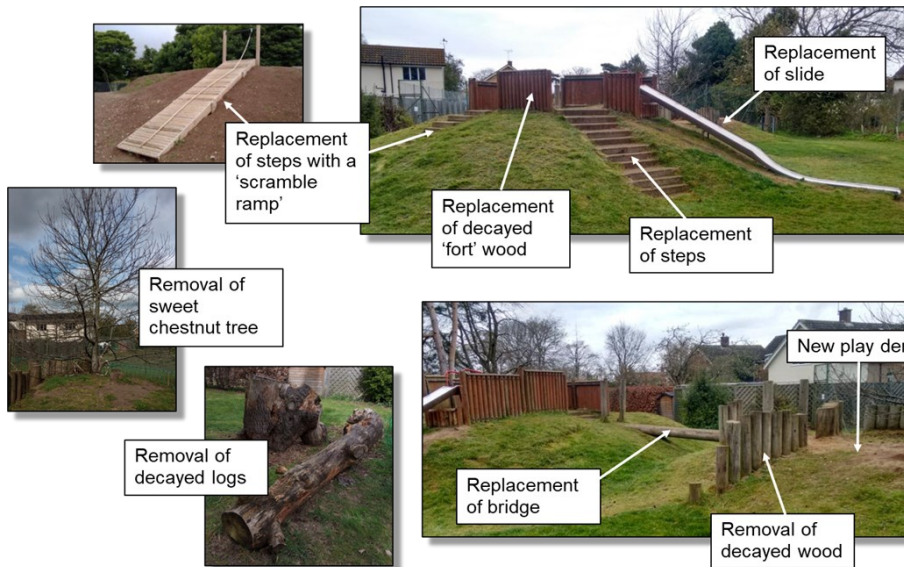 Replacement
of slide
Replacement
of steps with a
‘scramble
ramp’
Replacement
of decayed
‘fort’ wood
Replacement
of steps
Removal of
sweet
chestnut tree
New play den
Removal of
decayed logs
Replacement
of bridge
Removal of
decayed wood